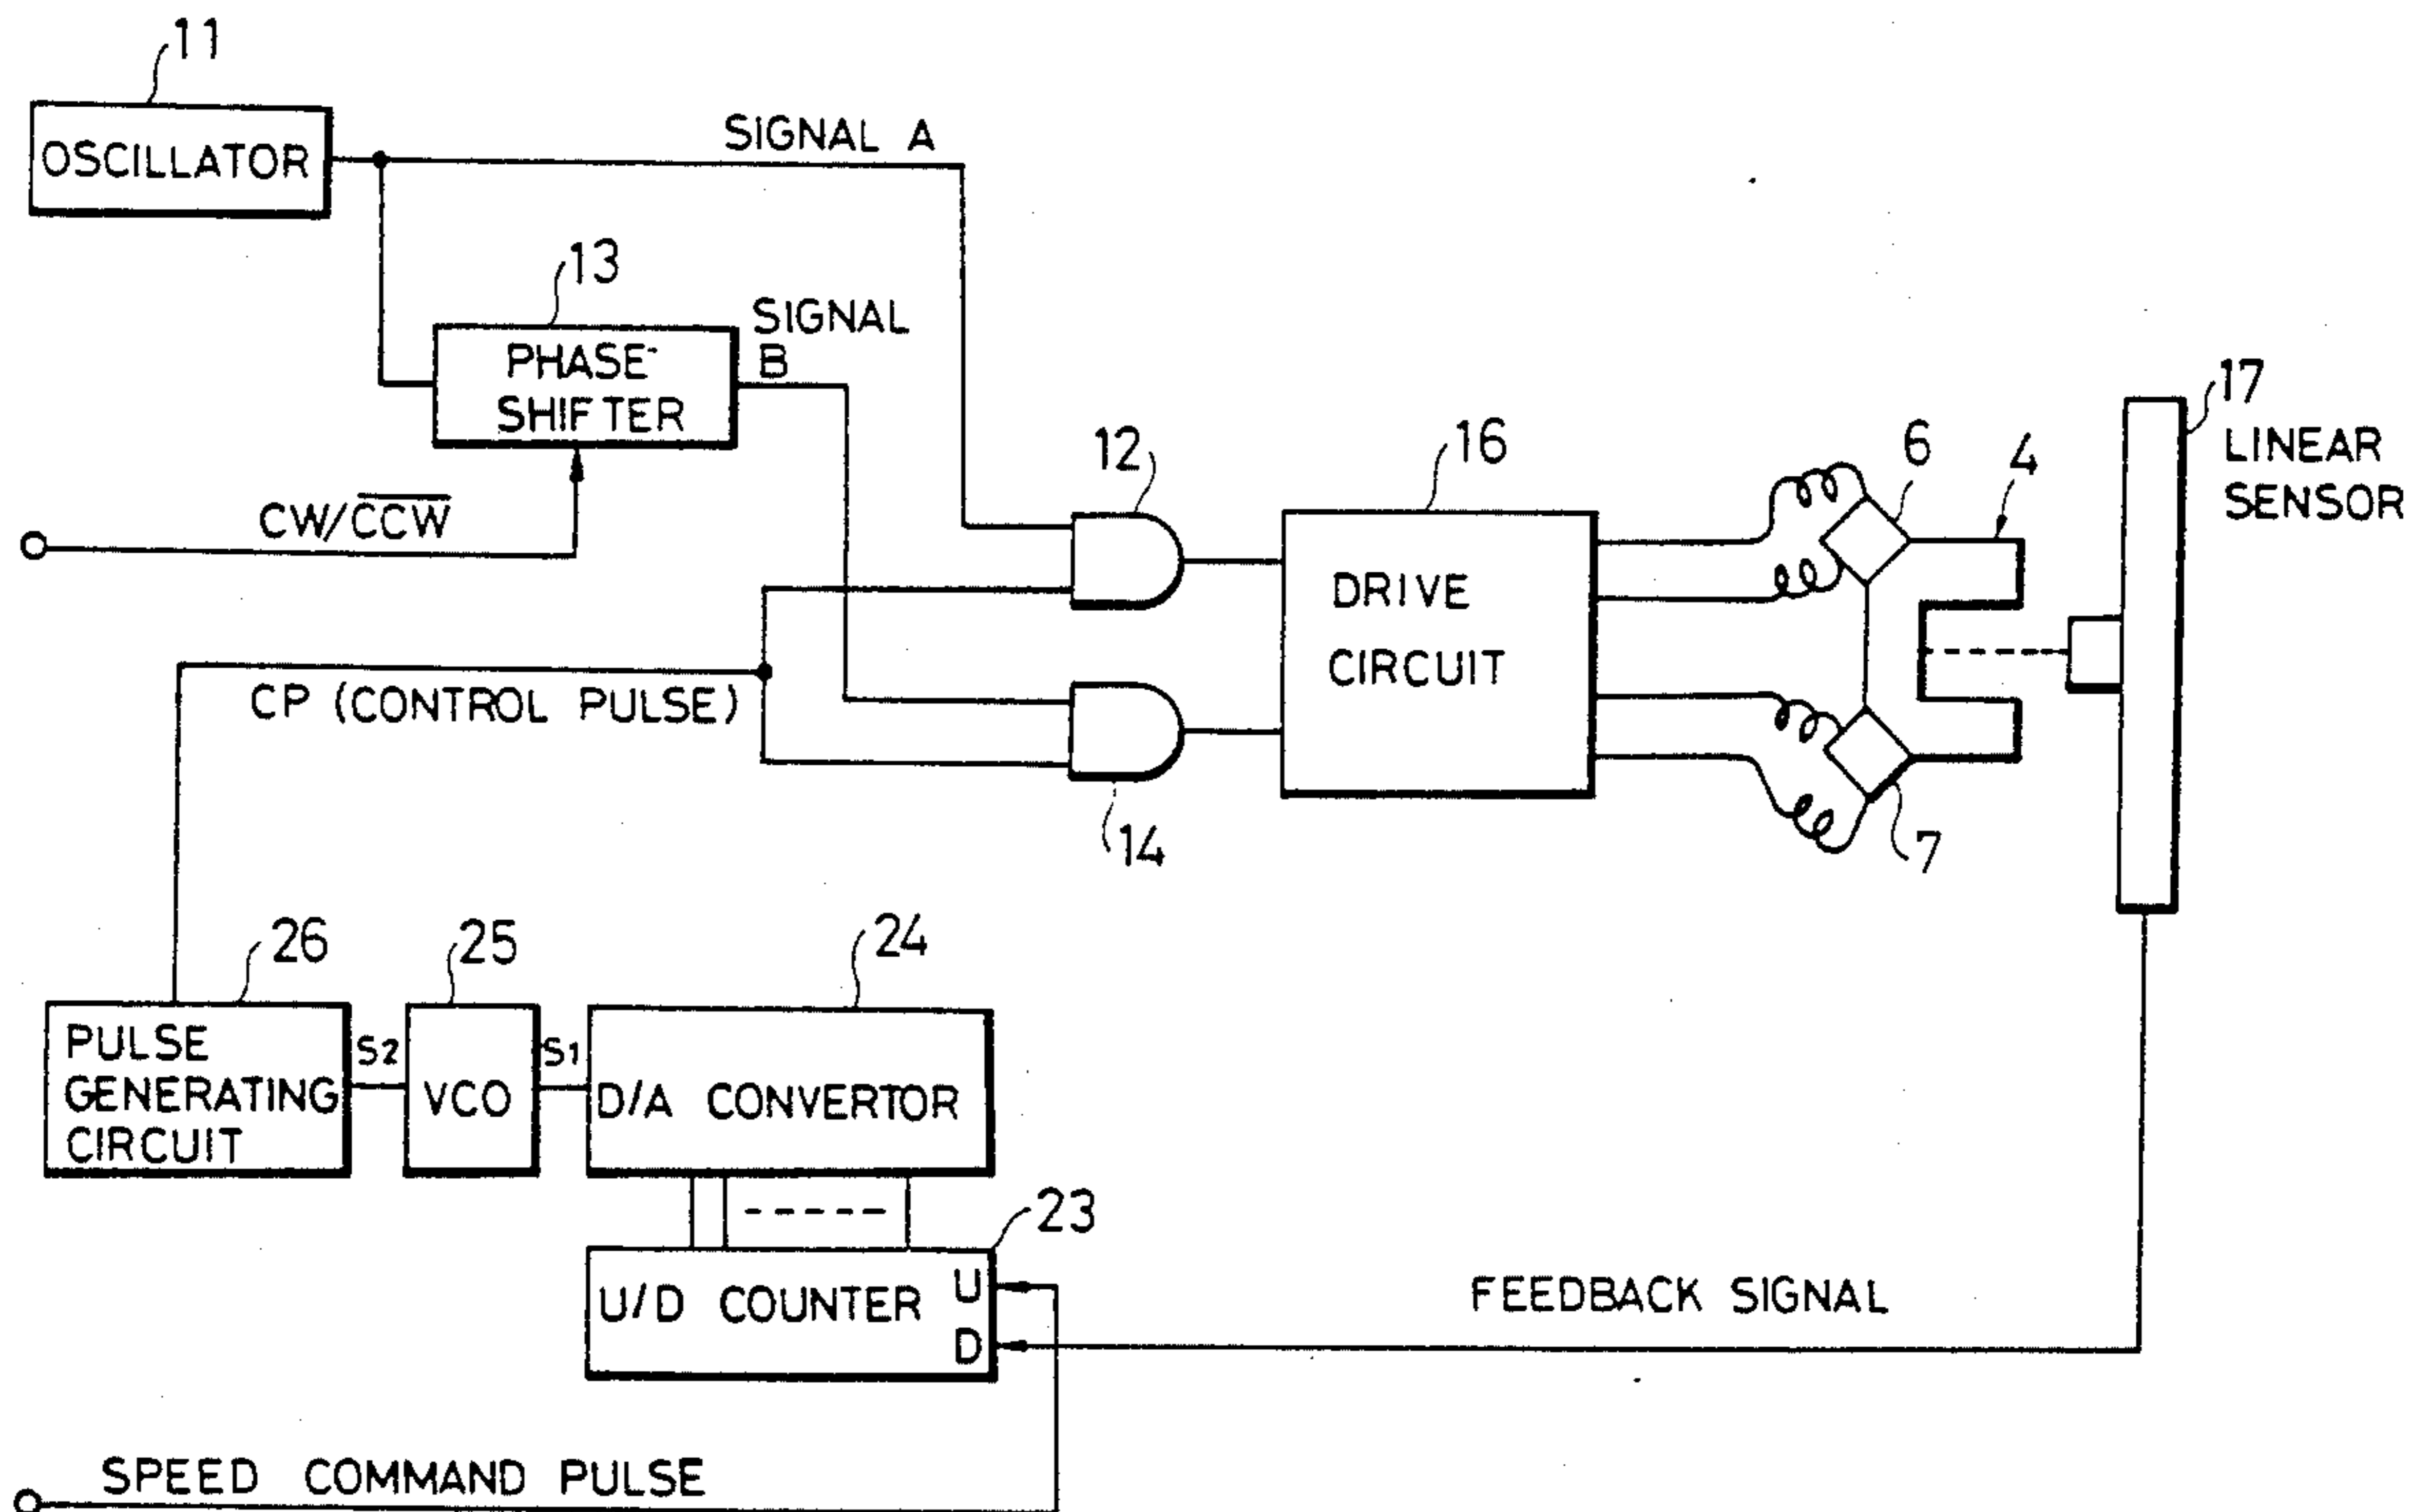 11
OSCILLATOR
SIGNAL A
13
SIGNAL
B
PHASE-
SHIFTER
CW/C̅C̅W̅
12
16
6
4
17
LINEAR
SENSOR
DRIVE
CIRCUIT
CP (CONTROL PULSE)
14
7
26
25
24
PULSE
GENERATING
CIRCUIT
S2
VCO
S1
D/A CONVERTOR
23
U/D COUNTER
U
D
FEEDBACK SIGNAL
SPEED COMMAND PULSE